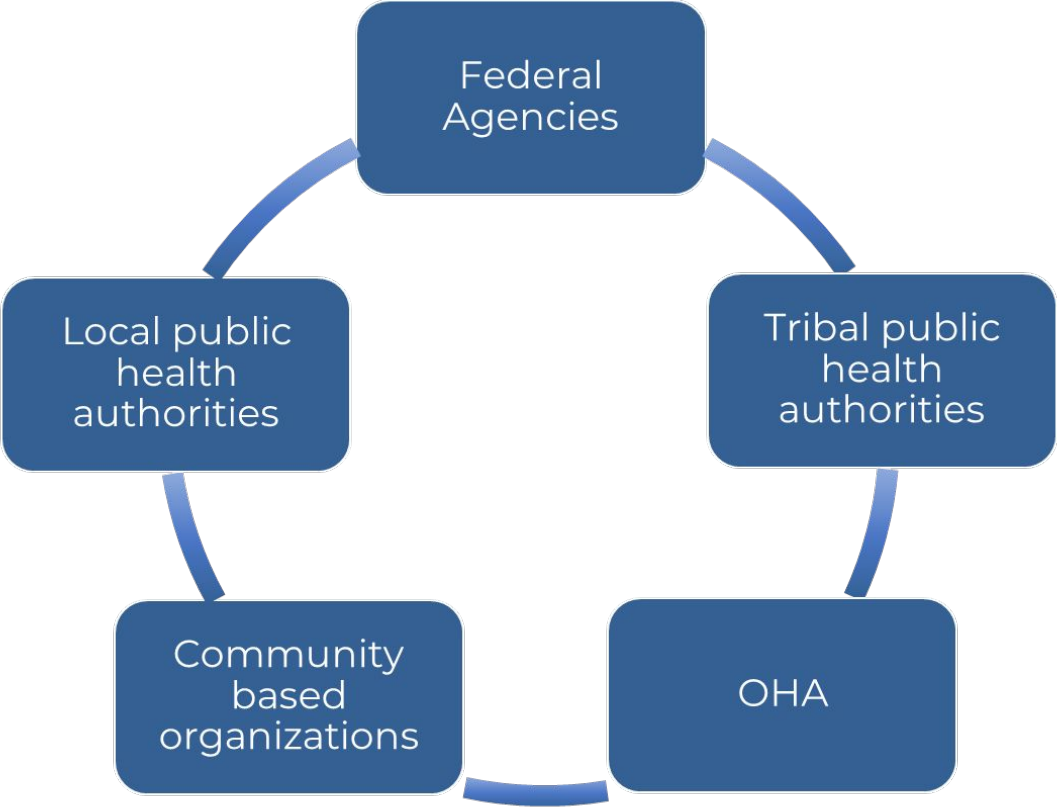 Federal
Agencies
Tribal public
health
authorities
OHA
Community
based
organizations
Local public
health
authorities